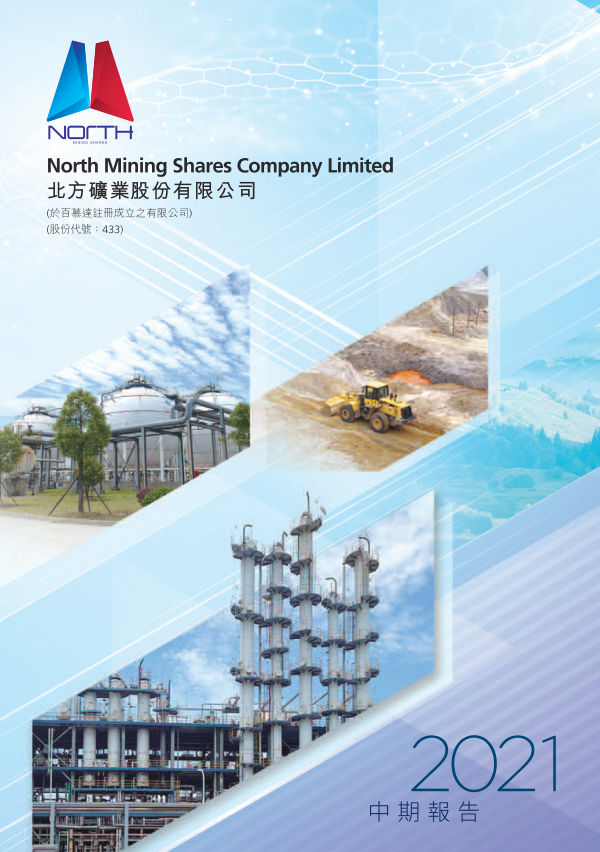 NORTH
MINING SHARES
North Mining Shares Company Limited
北方礦業股份有限公司
(於百慕達註冊成立之有限公司)
(股份代號：433)
2021
中期報告